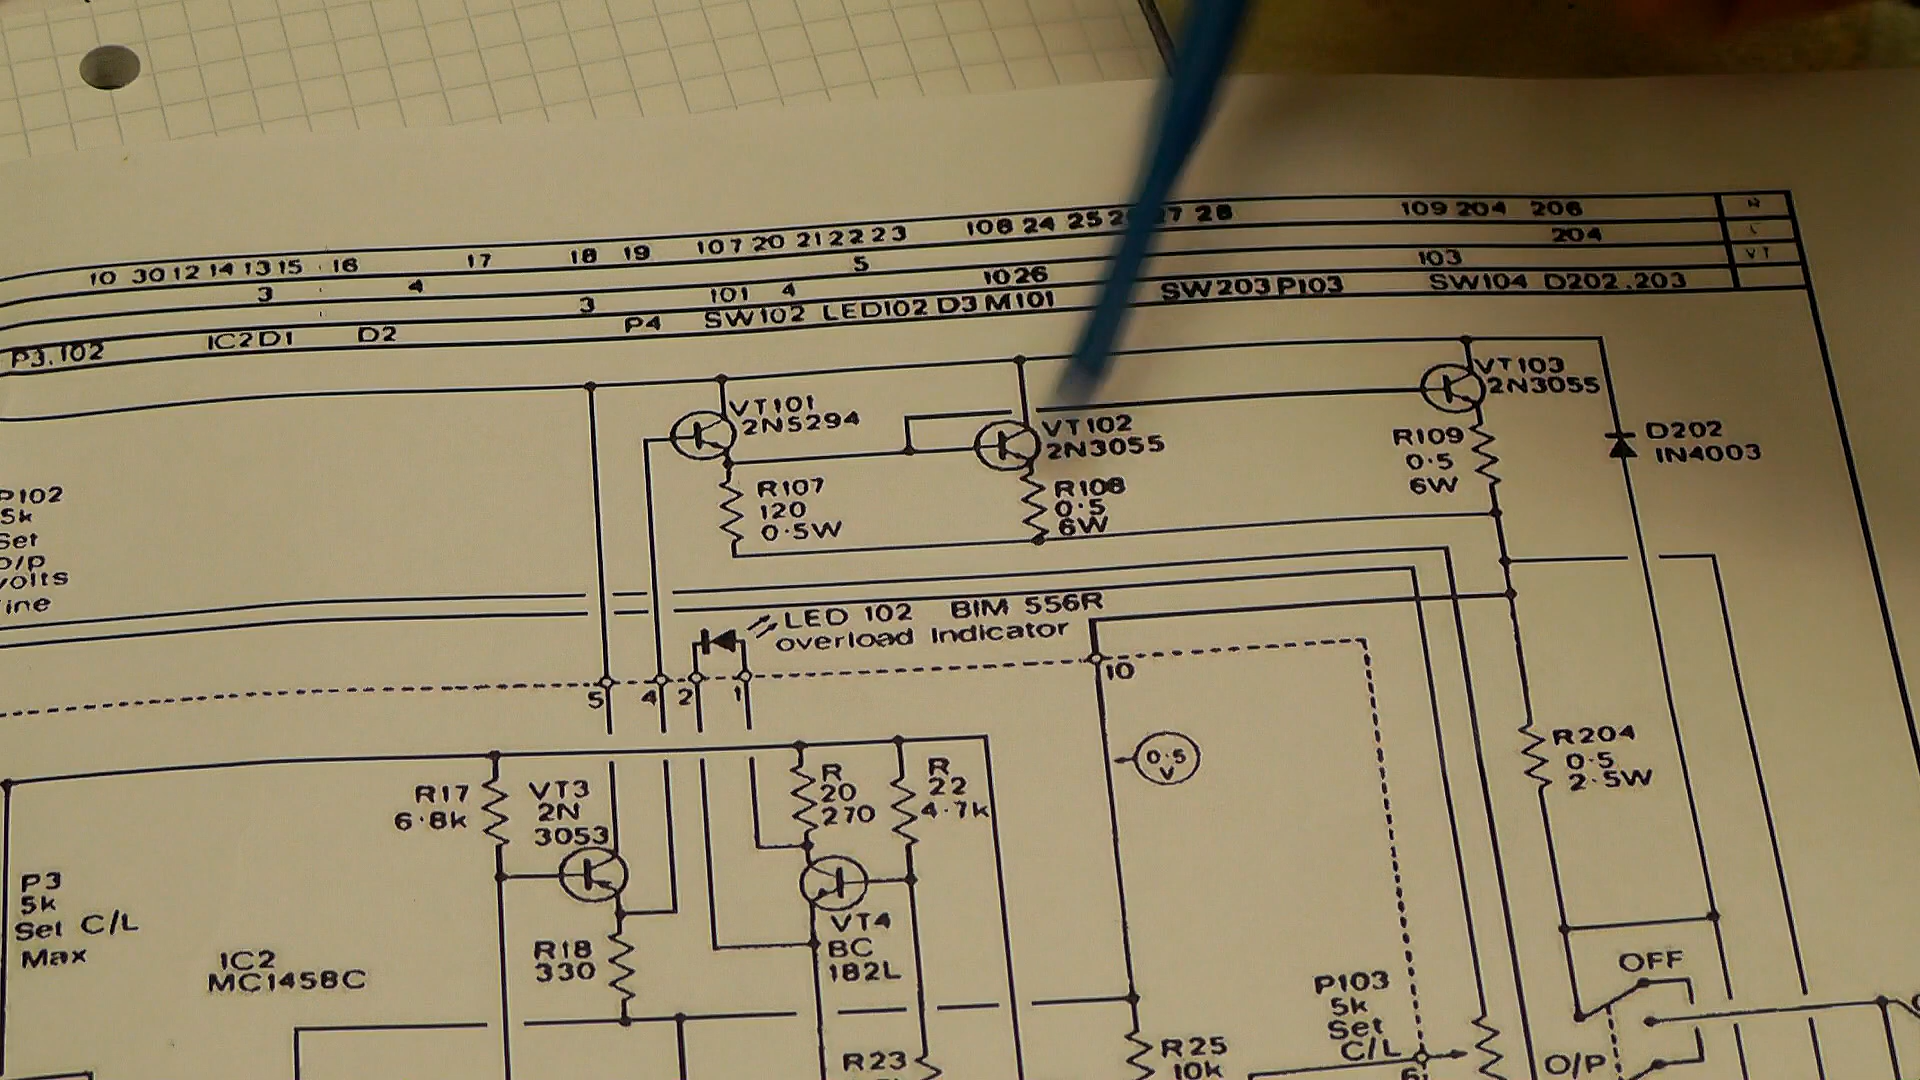 10 30 12 14 13 15 16 17 18 19 107 20 21 22 23 108 24 25 27 28 109 204 206
3 4 5 204
3 101 4 1026 103 VT
P3.102 IC2 D1 D2 P4 SW102 LED102 D3 M101 SW203 P103 SW104 D202.203
VT101
2N5294
VT102
2N3055
VT103
2N3055
R107
120
0·5W
R108
0·5
6W
R109
0·5
6W
D202
IN4003
P102
5k
Set
O/P
volts
LED 102 BIM 556R
overload Indicator
5 4 2 1 10
0·5
V
R204
0·5
2·5W
R17
6·8k
VT3
2N
3053
R
20
270
R
22
4·7k
P3
5k
Set C/L
Max
IC2
MC1458C
R18
330
VT4
BC
182L
R23
R25
10k
P103
5k
Set
C/L
OFF
O/P